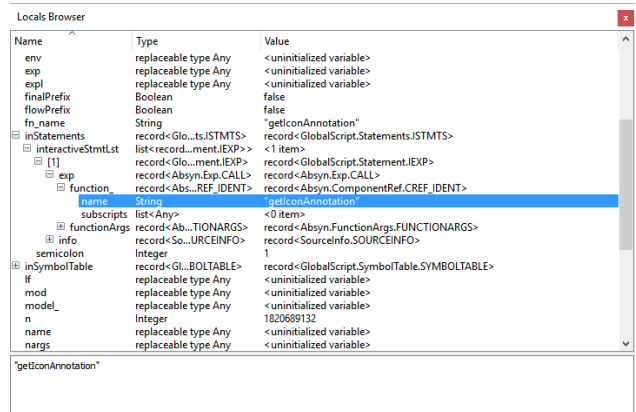 Locals Browser
x
Name Type Value
env replaceable type Any <uninitialized variable>
exp replaceable type Any <uninitialized variable>
expl replaceable type Any <uninitialized variable>
finalPrefix Boolean false
flowPrefix Boolean false
fn_name String "getIconAnnotation"
inStatements record<Glo...ts.ISTMTS> record<GlobalScript.Statements.ISTMTS>
interactiveStmtLst list<record...ment.IEXP>> <1 item>
[1] record<Glo...ment.IEXP> record<GlobalScript.Statement.IEXP>
exp record<Absyn.Exp.CALL> record<Absyn.Exp.CALL>
function_ record<Abs...REF_IDENT> record<Absyn.ComponentRef.CREF_IDENT>
name String "getIconAnnotation"
subscripts list<Any> <0 item>
functionArgs record<Ab...TIONARGS> record<Absyn.FunctionArgs.FUNCTIONARGS>
info record<So...URCEINFO> record<SourceInfo.SOURCEINFO>
semicolon Integer 1
inSymbolTable record<Gl...BOLTABLE> record<GlobalScript.SymbolTable.SYMBOLTABLE>
lf replaceable type Any <uninitialized variable>
mod replaceable type Any <uninitialized variable>
model_ replaceable type Any <uninitialized variable>
n Integer 1820689132
name replaceable type Any <uninitialized variable>
nargs replaceable type Any <uninitialized variable>
"getIconAnnotation"